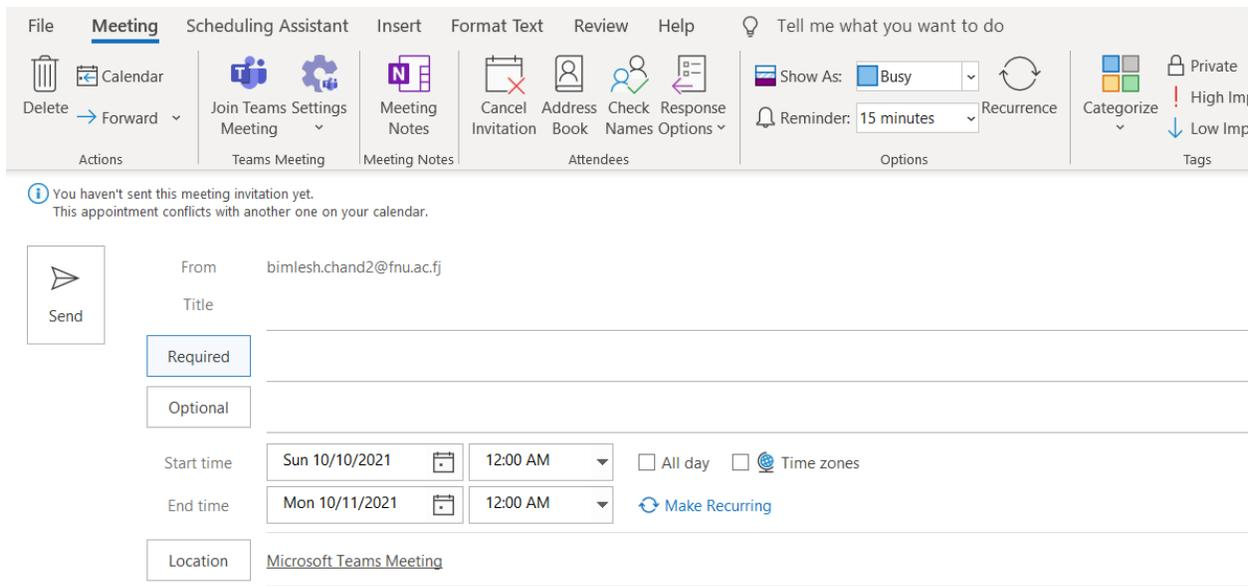 File Meeting Scheduling Assistant Insert Format Text Review Help Tell me what you want to do
Delete
Calendar
Forward
Actions
Join Teams Meeting
Settings
Teams Meeting
Meeting Notes
Meeting Notes
Cancel Invitation
Address Book
Check Names
Response Options
Attendees
Show As: Busy
Reminder: 15 minutes
Recurrence
Options
Categorize
Private
High Imp
Low Imp
Tags
You haven't sent this meeting invitation yet.
This appointment conflicts with another one on your calendar.
Send
From bimlesh.chand2@fnu.ac.fj
Title
Required
Optional
Start time Sun 10/10/2021 12:00 AM All day Time zones
End time Mon 10/11/2021 12:00 AM Make Recurring
Location Microsoft Teams Meeting